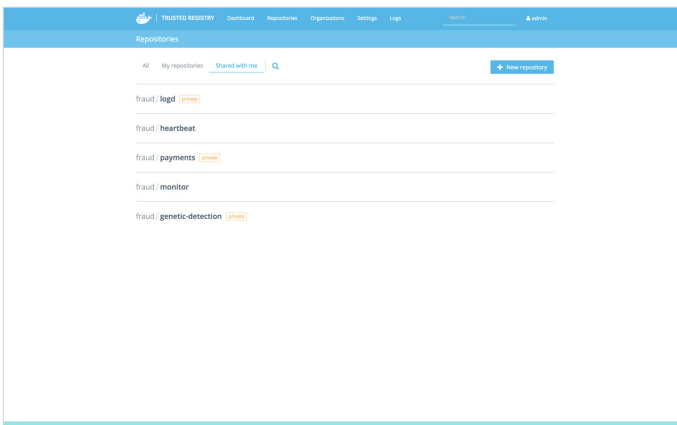 TRUSTED REGISTRY Dashboard Repositories Organizations Settings Logs search admin
Repositories
All My repositories Shared with me + New repository
fraud / logd private
fraud / heartbeat
fraud / payments private
fraud / monitor
fraud / genetic-detection private